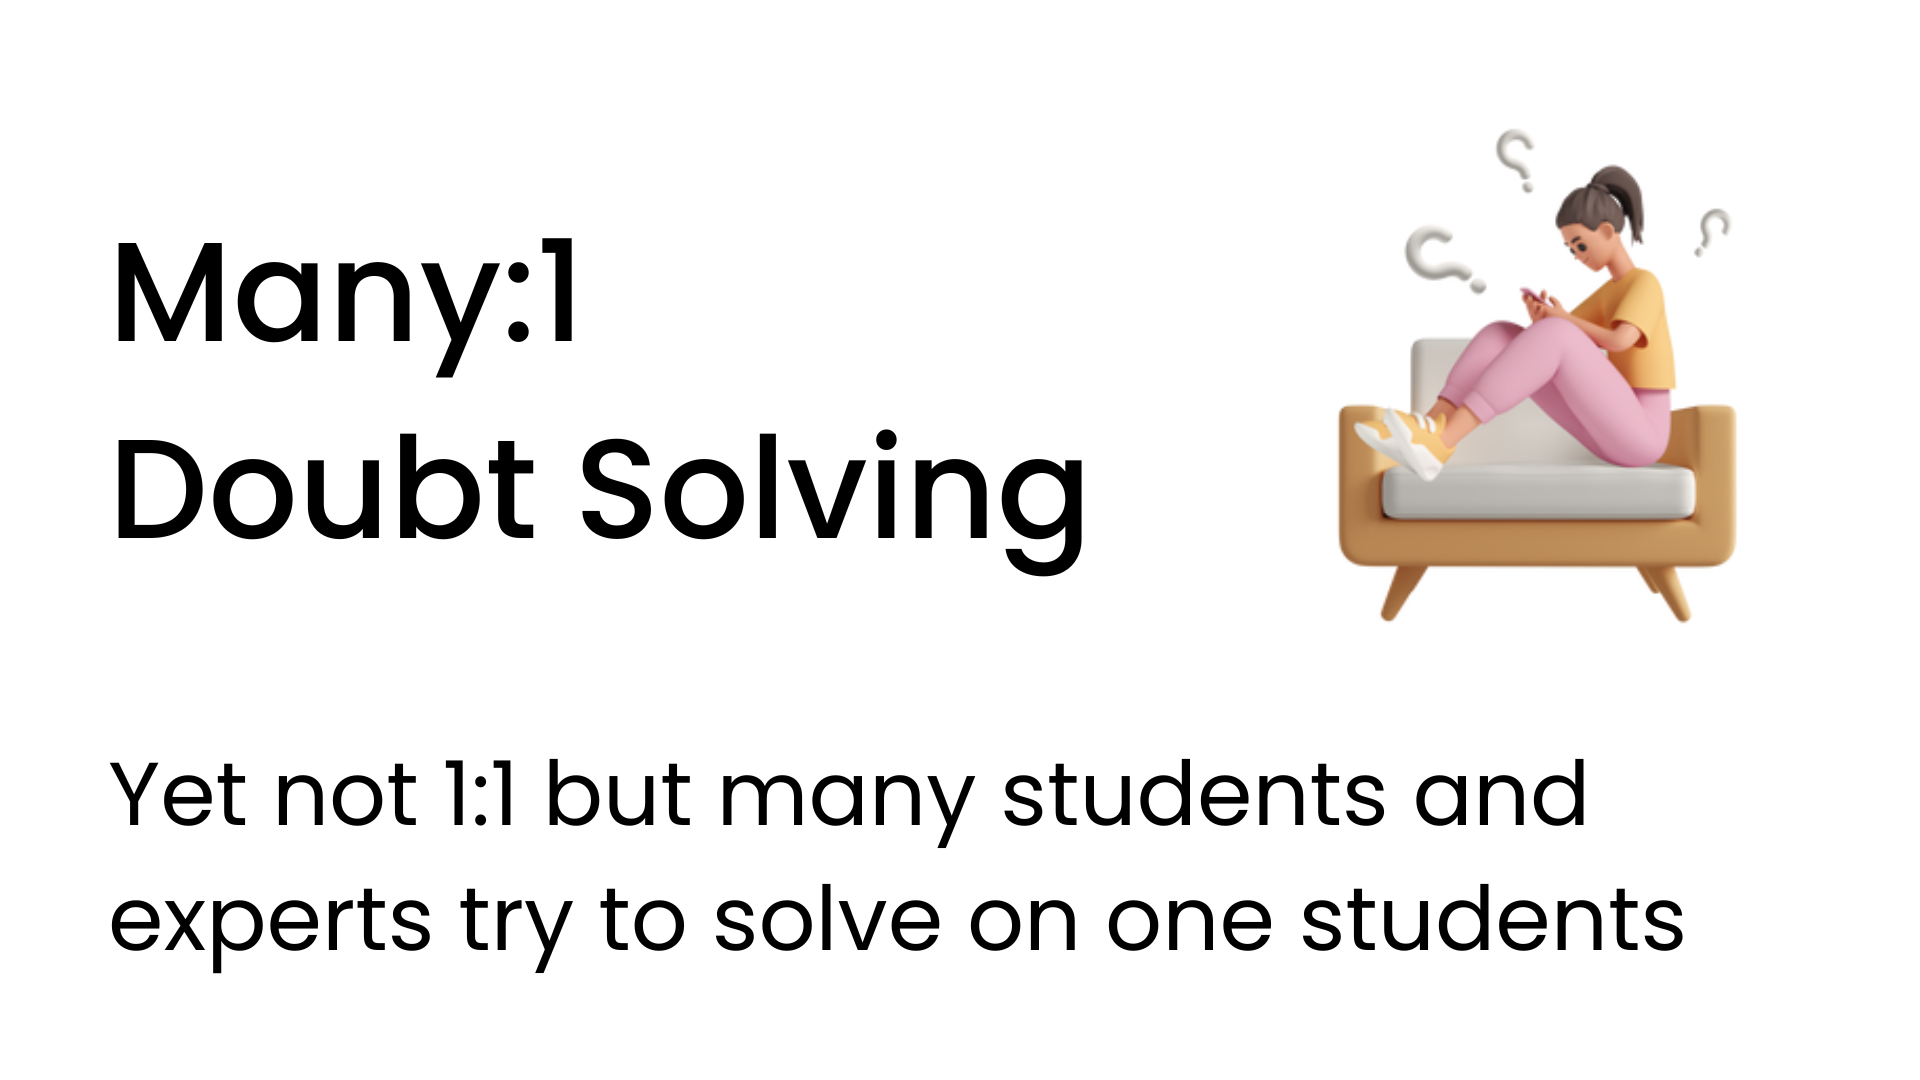 Many:1
Doubt Solving
Yet not 1:1 but many students and
experts try to solve on one students